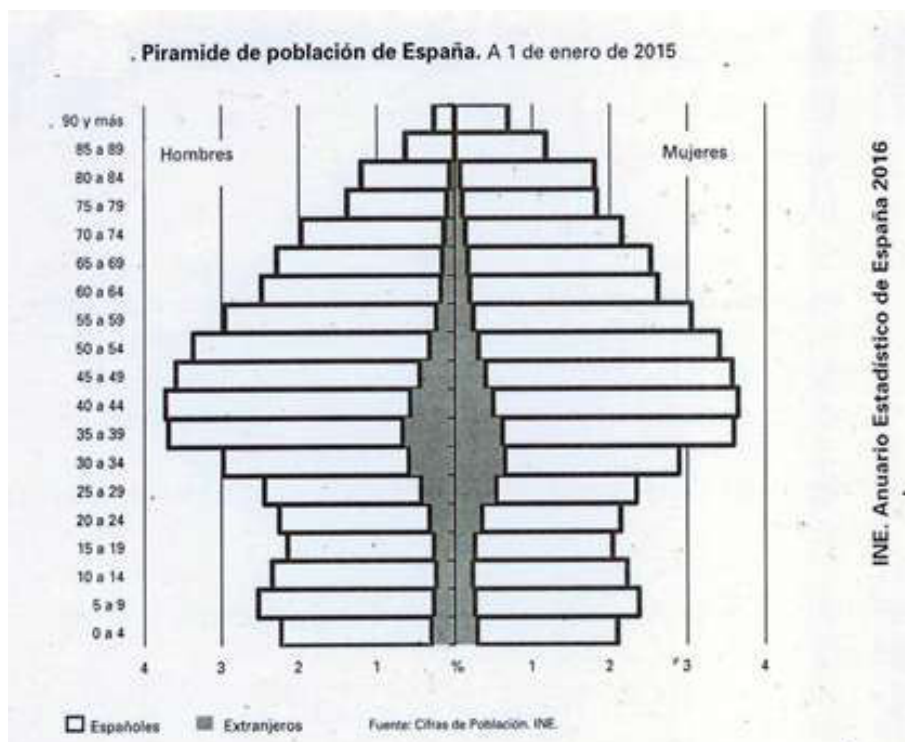 . Piramide de población de España. A 1 de enero de 2015
90 y más
85 a 89
80 a 84
75 a 79
70 a 74
65 a 69
60 a 64
55 a 59
50 a 54
45 a 49
40 a 44
35 a 39
30 a 34
25 a 29
20 a 24
15 a 19
10 a 14
5 a 9
0 a 4
Hombres
Mujeres
4 3 2 1 % 1 2 3 4
Españoles Extranjeros Fuente: Cifras de Población. INE.
INE. Anuario Estadístico de España 2016